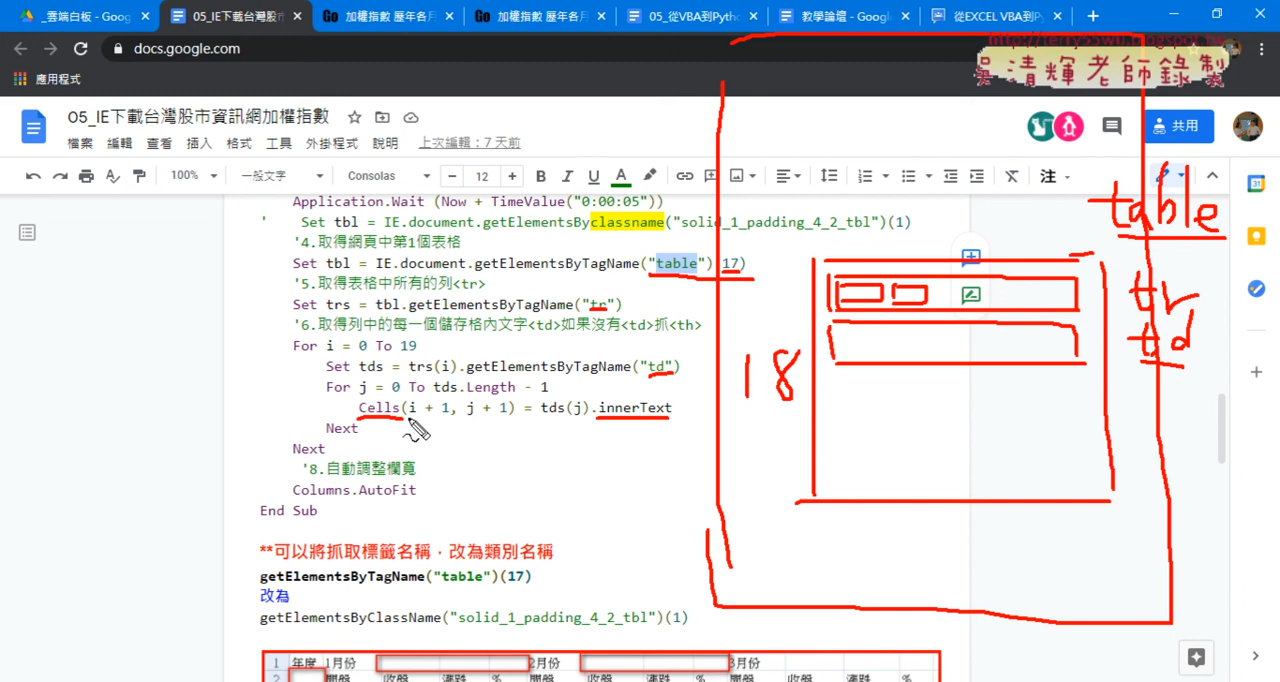 _雲端白板 - Goog
05_IE下載台灣股市
加權指數 歷年各月
加權指數 歷年各月
05_從VBA到Pytho
教學論壇 - Google
從EXCEL VBA到Py
docs.google.com
http://terry55wu.blogspot.tw
吳清輝老師錄製
應用程式
05_IE下載台灣股市資訊網加權指數
共用
檔案 編輯 查看 插入 格式 工具 外掛程式 說明 上次編輯:7 天前
100% 一般文字 Consolas 12 B I U A 注
Application.Wait (Now + TimeValue("0:00:05"))
' Set tbl = IE.document.getElementsByclassname("solid_1_padding_4_2_tbl")(1)
'4.取得網頁中第1個表格
Set tbl = IE.document.getElementsByTagName("table")(17)
'5.取得表格中所有的列<tr>
Set trs = tbl.getElementsByTagName("tr")
'6.取得列中的每一個儲存格內文字<td>如果沒有<td>抓<th>
For i = 0 To 19
Set tds = trs(i).getElementsByTagName("td")
For j = 0 To tds.Length - 1
Cells(i + 1, j + 1) = tds(j).innerText
Next
Next
'8.自動調整欄寬
Columns.AutoFit
End Sub
table
tr
td
18
**可以將抓取標籤名稱，改為類別名稱
getElementsByTagName("table")(17)
改為
getElementsByClassName("solid_1_padding_4_2_tbl")(1)
1 年度 1月份 2月份 3月份
2 開盤 收盤 漲跌 % 開盤 收盤 漲跌 % 開盤 收盤 漲跌 %